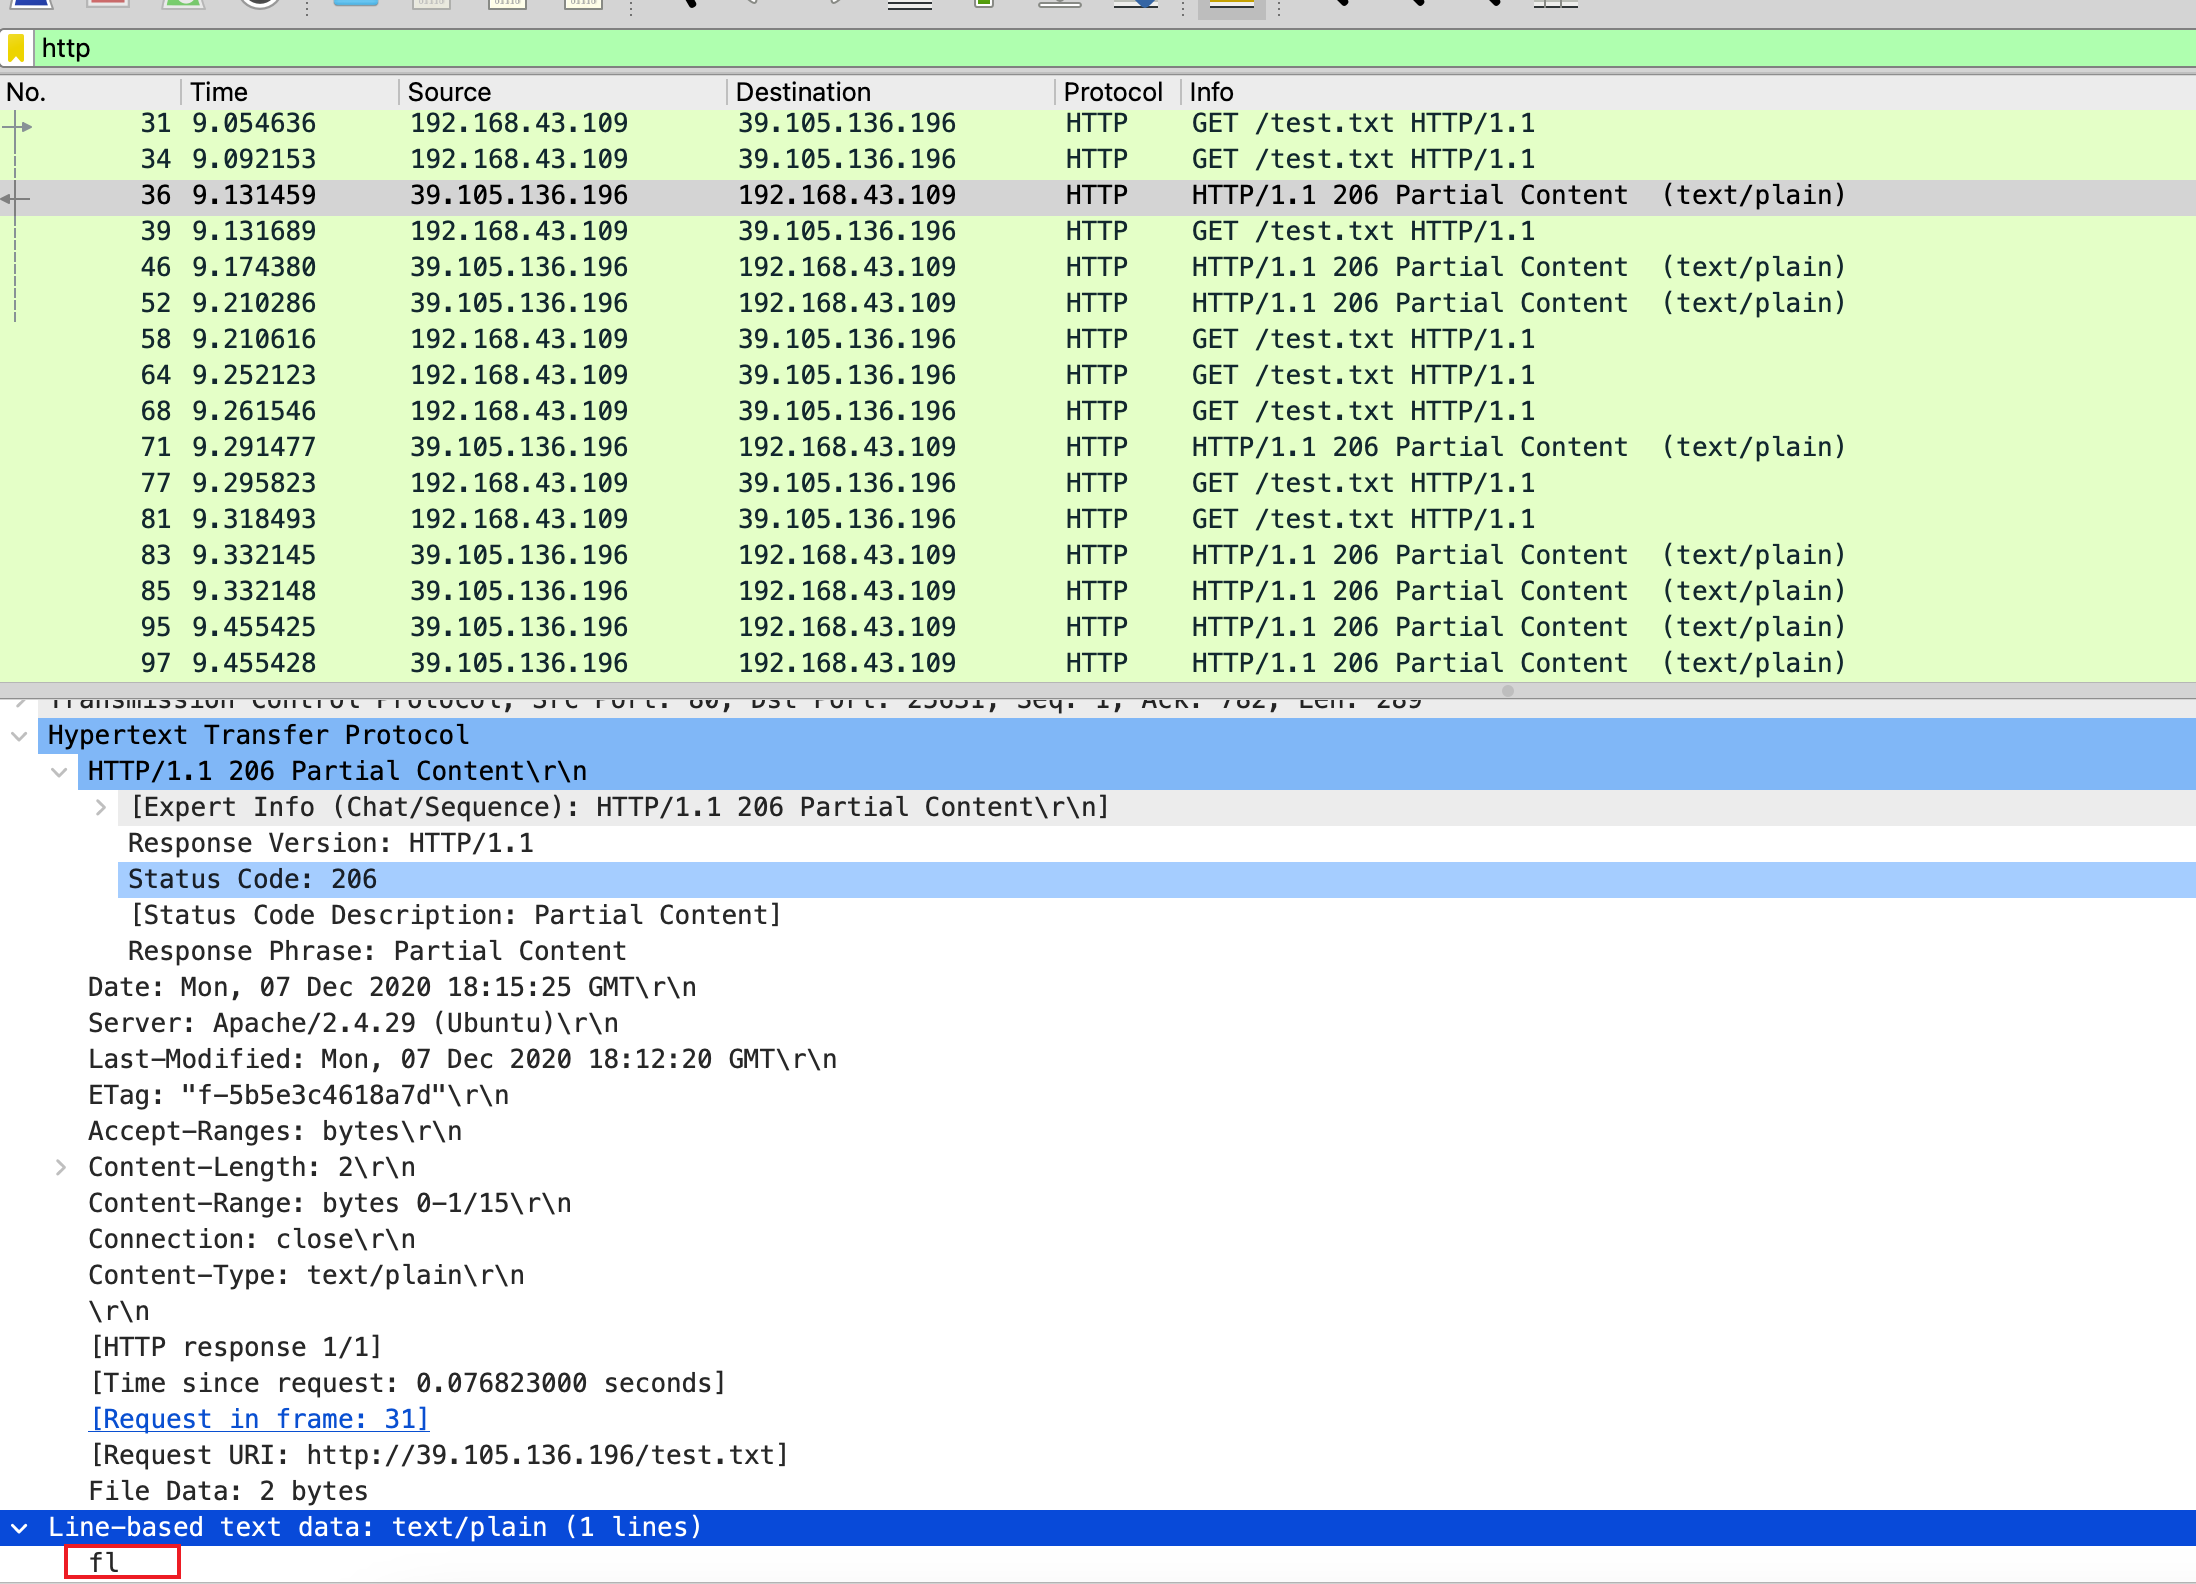 http
No. Time Source Destination Protocol Info
31 9.054636 192.168.43.109 39.105.136.196 HTTP GET /test.txt HTTP/1.1
34 9.092153 192.168.43.109 39.105.136.196 HTTP GET /test.txt HTTP/1.1
36 9.131459 39.105.136.196 192.168.43.109 HTTP HTTP/1.1 206 Partial Content (text/plain)
39 9.131689 192.168.43.109 39.105.136.196 HTTP GET /test.txt HTTP/1.1
46 9.174380 39.105.136.196 192.168.43.109 HTTP HTTP/1.1 206 Partial Content (text/plain)
52 9.210286 39.105.136.196 192.168.43.109 HTTP HTTP/1.1 206 Partial Content (text/plain)
58 9.210616 192.168.43.109 39.105.136.196 HTTP GET /test.txt HTTP/1.1
64 9.252123 192.168.43.109 39.105.136.196 HTTP GET /test.txt HTTP/1.1
68 9.261546 192.168.43.109 39.105.136.196 HTTP GET /test.txt HTTP/1.1
71 9.291477 39.105.136.196 192.168.43.109 HTTP HTTP/1.1 206 Partial Content (text/plain)
77 9.295823 192.168.43.109 39.105.136.196 HTTP GET /test.txt HTTP/1.1
81 9.318493 192.168.43.109 39.105.136.196 HTTP GET /test.txt HTTP/1.1
83 9.332145 39.105.136.196 192.168.43.109 HTTP HTTP/1.1 206 Partial Content (text/plain)
85 9.332148 39.105.136.196 192.168.43.109 HTTP HTTP/1.1 206 Partial Content (text/plain)
95 9.455425 39.105.136.196 192.168.43.109 HTTP HTTP/1.1 206 Partial Content (text/plain)
97 9.455428 39.105.136.196 192.168.43.109 HTTP HTTP/1.1 206 Partial Content (text/plain)
Transmission Control Protocol, Src Port: 80, Dst Port: Seq: 1, Ack: 782, Len: 289
Hypertext Transfer Protocol
HTTP/1.1 206 Partial Content\r\n
[Expert Info (Chat/Sequence): HTTP/1.1 206 Partial Content\r\n]
Response Version: HTTP/1.1
Status Code: 206
[Status Code Description: Partial Content]
Response Phrase: Partial Content
Date: Mon, 07 Dec 2020 18:15:25 GMT\r\n
Server: Apache/2.4.29 (Ubuntu)\r\n
Last-Modified: Mon, 07 Dec 2020 18:12:20 GMT\r\n
ETag: "f-5b5e3c4618a7d"\r\n
Accept-Ranges: bytes\r\n
Content-Length: 2\r\n
Content-Range: bytes 0-1/15\r\n
Connection: close\r\n
Content-Type: text/plain\r\n
\r\n
[HTTP response 1/1]
[Time since request: 0.076823000 seconds]
[Request in frame: 31]
[Request URI: http://39.105.136.196/test.txt]
File Data: 2 bytes
Line-based text data: text/plain (1 lines)
fl